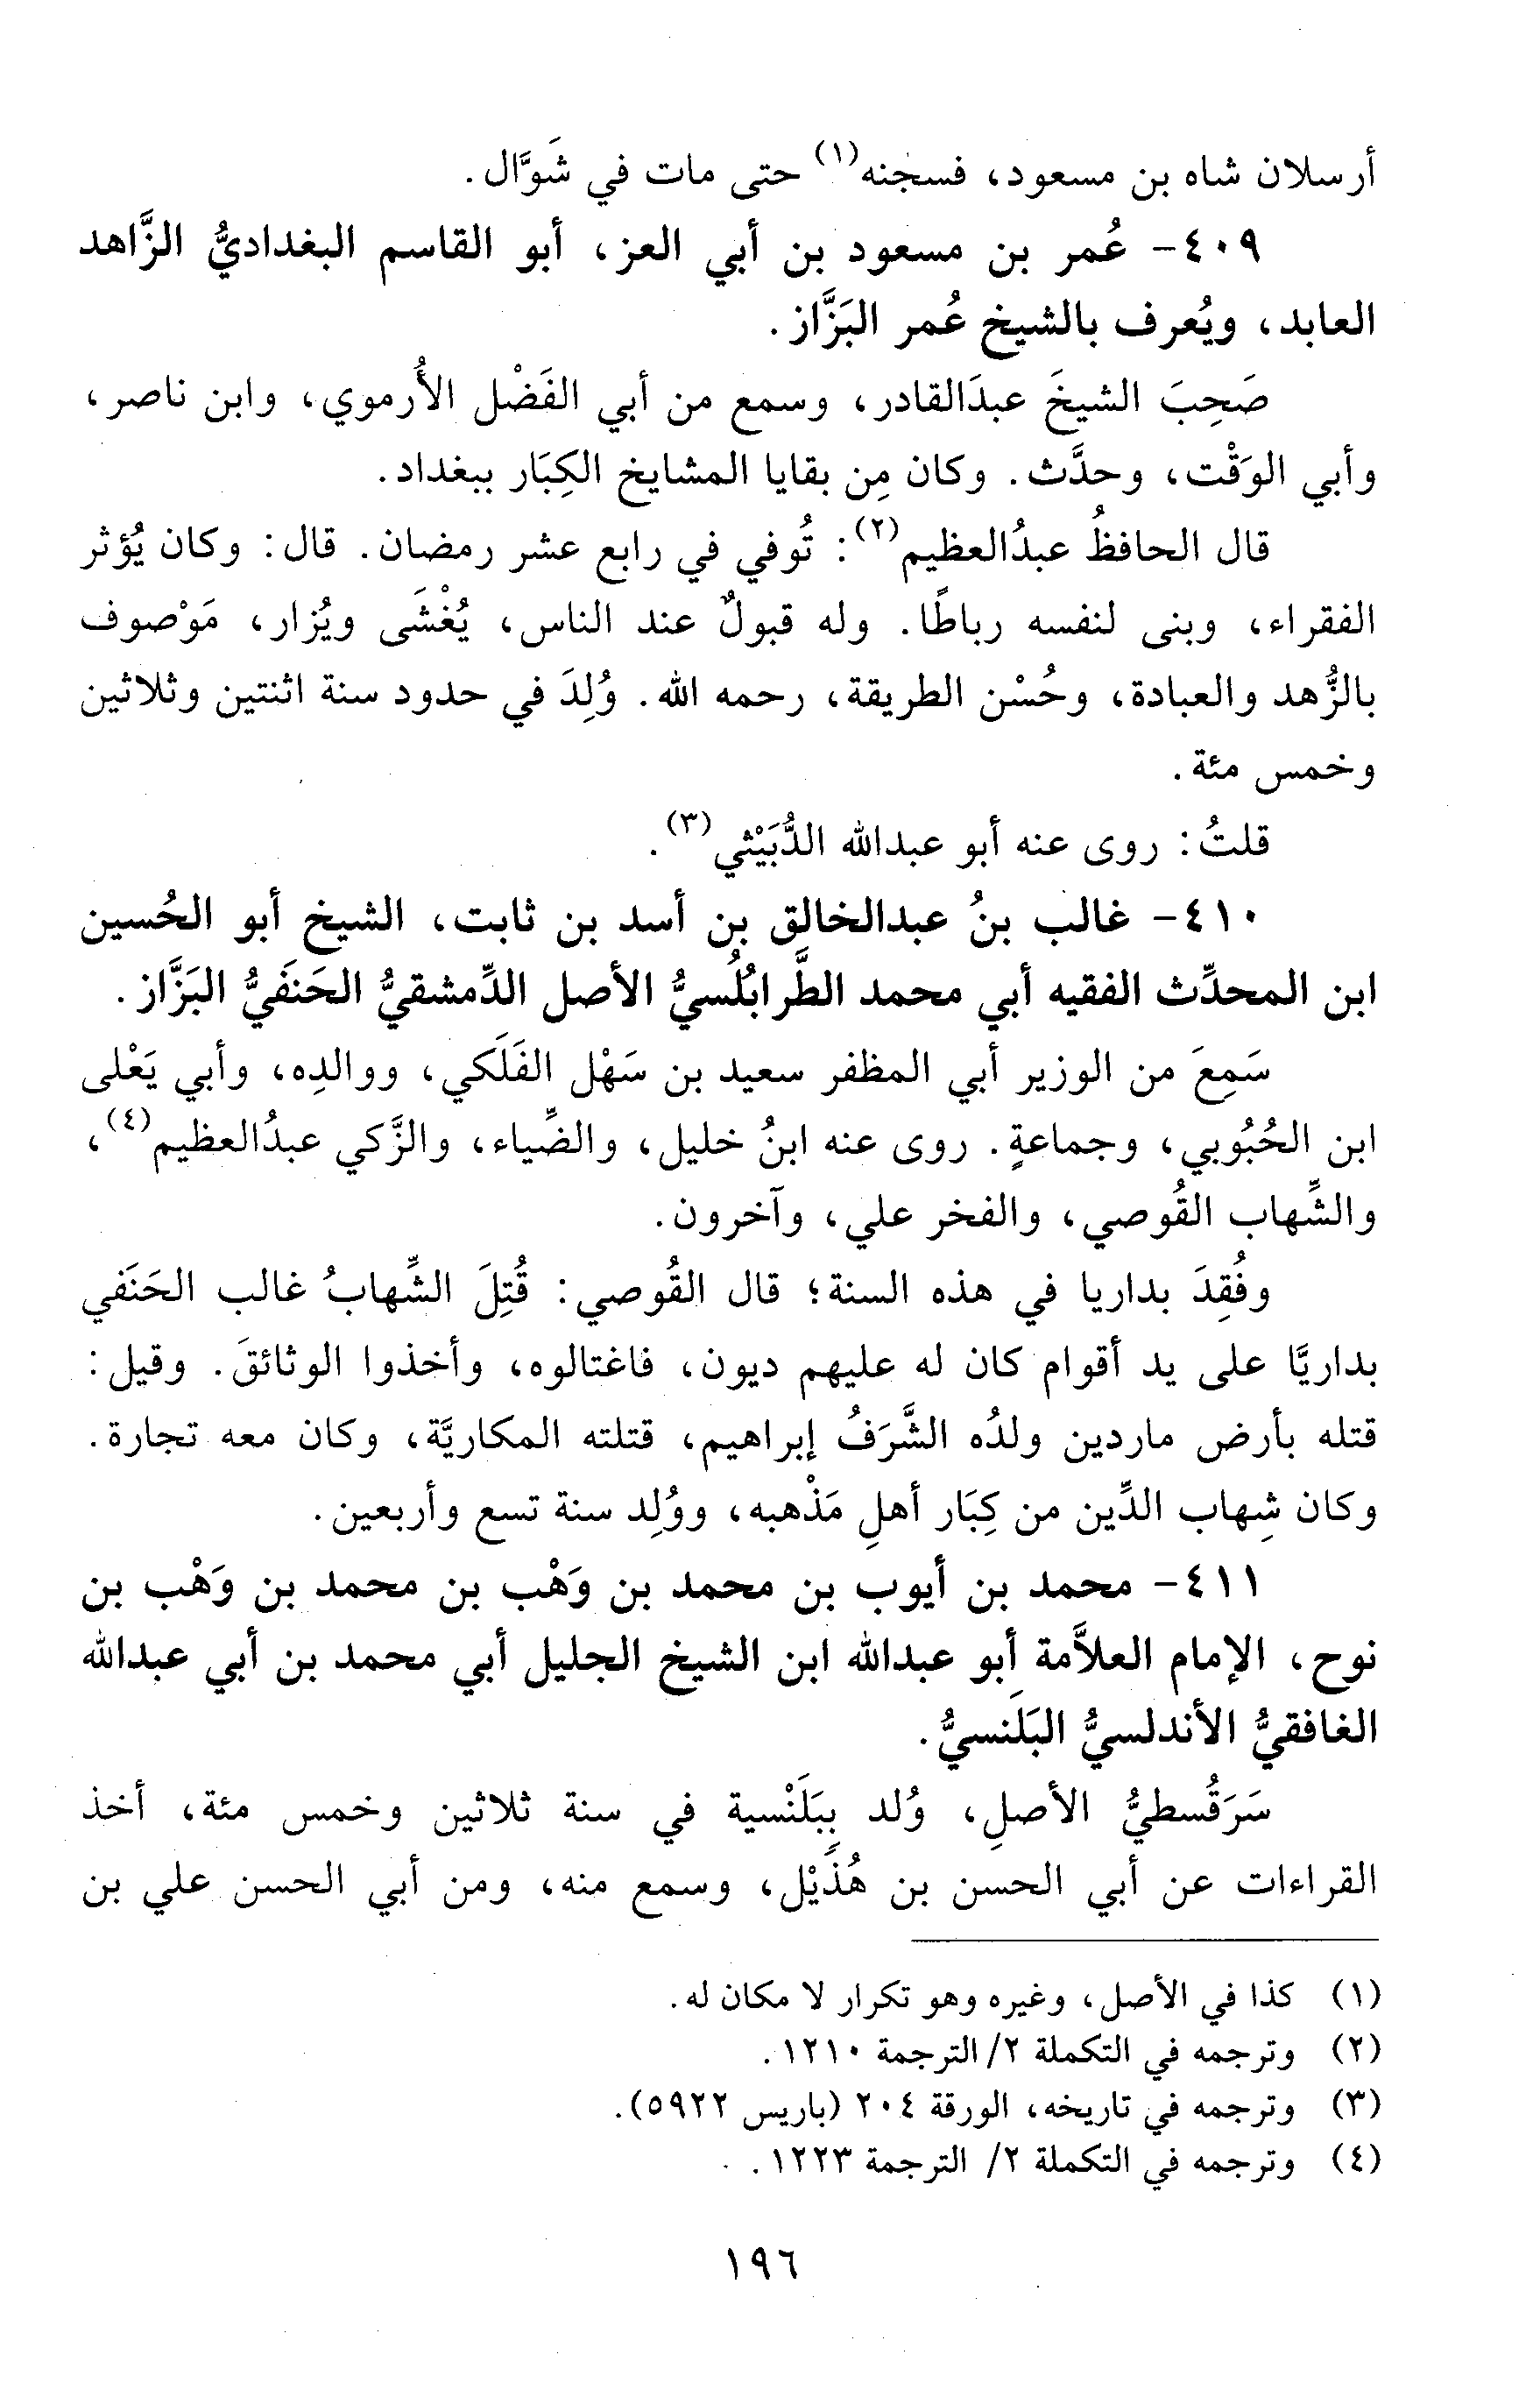 أرسلان شاه بن مسعود، فسجنه(١) حتى مات في شَوَّال.
٤٠٩- عُمر بن مسعود بن أبي العز، أبو القاسم البغداديُّ الزَّاهد
العابد، ويُعرف بالشيخ عُمر البَزَّاز.
صَحِبَ الشيخَ عبدَالقادر، وسمع من أبي الفَضْل الأُرموي، وابن ناصر،
وأبي الوَقْت، وحدَّث. وكان مِن بقايا المشايخ الكِبَار ببغداد.
قال الحافظُ عبدُالعظيم(٢): تُوفي في رابع عشر رمضان. قال: وكان يُؤثر
الفقراء، وبنى لنفسه رباطًا. وله قبولٌ عند الناس، يُغْشَى ويُزار، مَوْصوف
بالزُّهد والعبادة، وحُسْن الطريقة، رحمه الله. وُلِدَ في حدود سنة اثنتين وثلاثين
وخمس مئة.
قلتُ: روى عنه أبو عبدالله الدُّبَيْثي(٣).
٤١٠- غالب بنُ عبدالخالق بن أسد بن ثابت، الشيخ أبو الحُسين
ابن المحدِّث الفقيه أبي محمد الطَّرابُلُسيُّ الأصل الدِّمشقيُّ الحَنَفيُّ البَزَّاز.
سَمِعَ من الوزير أبي المظفر سعيد بن سَهْل الفَلَكي، ووالدِه، وأبي يَعْلى
ابن الحُبُوبي، وجماعةٍ. روى عنه ابنُ خليل، والضِّياء، والزَّكي عبدُالعظيم(٤)،
والشِّهاب القُوصي، والفخر علي، وآخرون.
وفُقِدَ بداريا في هذه السنة؛ قال القُوصي: قُتِلَ الشِّهابُ غالب الحَنَفي
بداريَّا على يد أقوام كان له عليهم ديون، فاغتالوه، وأخذوا الوثائقَ. وقيل:
قتله بأرض ماردين ولدُه الشَّرَفُ إبراهيم، قتلته المكاريَّة، وكان معه تجارة.
وكان شِهاب الدِّين من كِبَار أهلِ مَذْهبه، ووُلِد سنة تسع وأربعين.
٤١١- محمد بن أيوب بن محمد بن وَهْب بن محمد بن وَهْب بن
نوح، الإمام العلاَّمة أبو عبدالله ابن الشيخ الجليل أبي محمد بن أبي عبدالله
الغافقيُّ الأندلسيُّ البَلَنسيُّ.
سَرَقُسطيُّ الأصلِ، وُلد بِبَلَنْسية في سنة ثلاثين وخمس مئة، أخذ
القراءات عن أبي الحسن بن هُذَيْل، وسمع منه، ومن أبي الحسن علي بن
(١) كذا في الأصل، وغيره وهو تكرار لا مكان له.
(٢) وترجمه في التكملة ٢/ الترجمة ١٢١٠.
(٣) وترجمه في تاريخه، الورقة ٢٠٤ (باريس ٥٩٢٢).
(٤) وترجمه في التكملة ٢/ الترجمة ١٢٢٣.
١٩٦